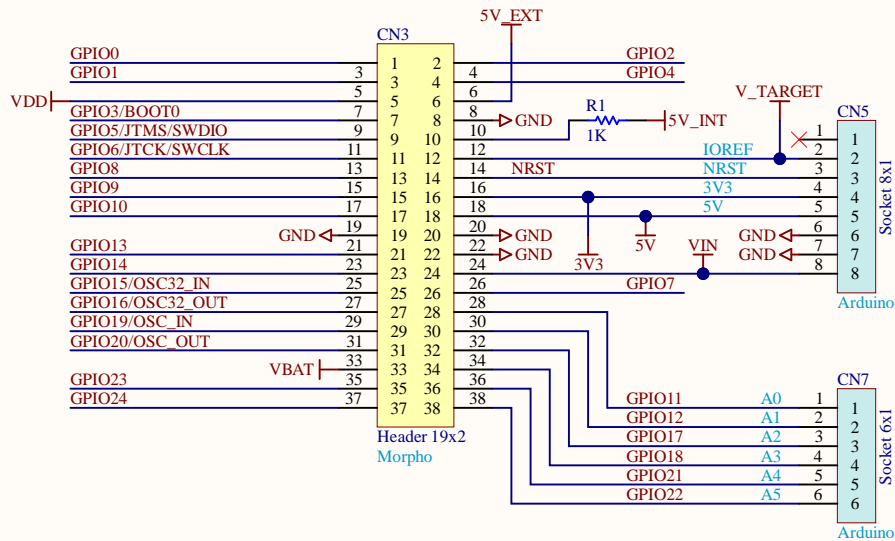 5V_EXT
CN3
GPIO0 1 1 2 2 GPIO2
GPIO1 3 3 4 4 GPIO4
VDD 5 5 6 6
V_TARGET
GPIO3/BOOT0 7 7 8 8 GND
R1
1K
5V_INT
CN5
GPIO5/JTMS/SWDIO 9 9 10 10
1 1
GPIO6/JTCK/SWCLK 11 11 12 12 IOREF 2 2
GPIO8 13 13 14 14 NRST NRST 3 3
GPIO9 15 15 16 16 3V3 4 4
GPIO10 17 17 18 18 5V 5 5
GND 19 19 20 20 GND
GND 6 6
GPIO13 21 21 22 22 GND
3V3
5V
VIN
GND 7 7
GPIO14 23 23 24 24 8 8
Socket 8x1
Arduino
GPIO15/OSC32_IN 25 25 26 26 GPIO7
GPIO16/OSC32_OUT 27 27 28 28
GPIO19/OSC_IN 29 29 30 30
GPIO20/OSC_OUT 31 31 32 32
VBAT 33 33 34 34
GPIO23 35 35 36 36
GPIO24 37 37 38 38
Header 19x2
Morpho
CN7
GPIO11 A0 1 1
GPIO12 A1 2 2
GPIO17 A2 3 3
GPIO18 A3 4 4
GPIO21 A4 5 5
GPIO22 A5 6 6
Socket 6x1
Arduino